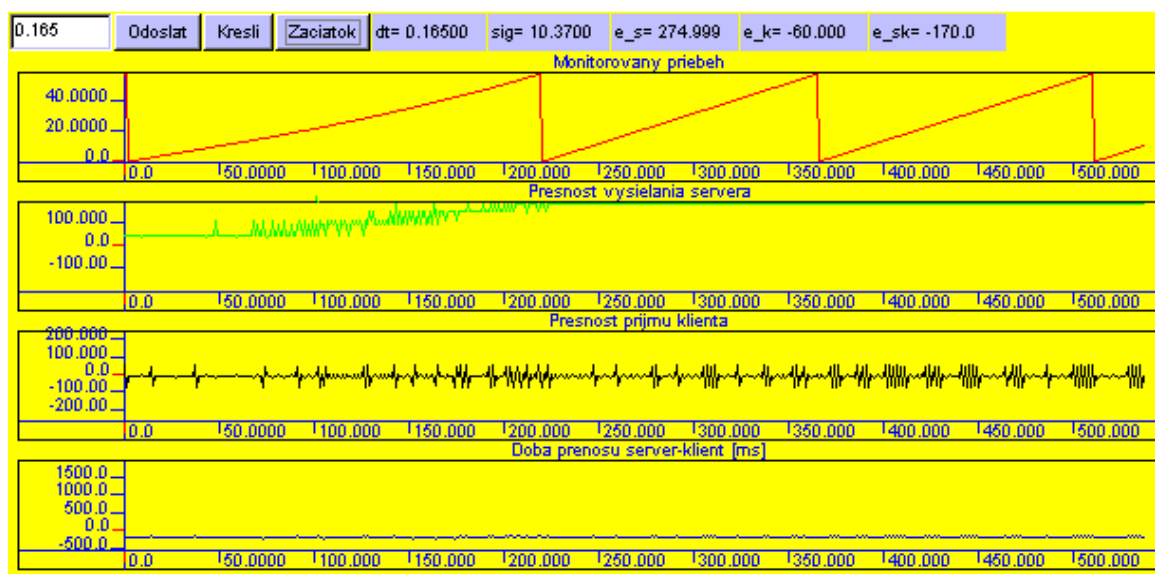 0.165 Odoslat Kresli Zaciatok dt= 0.16500 sig= 10.3700 e_s= 274.999 e_k= -60.000 e_sk= -170.0
Monitorovany priebeh
40.0000
20.0000
0.0
0.0 50.0000 100.000 150.000 200.000 250.000 300.000 350.000 400.000 450.000 500.000
Presnost vysielania servera
100.000
0.0
-100.00
0.0 50.0000 100.000 150.000 200.000 250.000 300.000 350.000 400.000 450.000 500.000
Presnost prijmu klienta
200.000
100.000
0.0
-100.00
-200.00
0.0 50.0000 100.000 150.000 200.000 250.000 300.000 350.000 400.000 450.000 500.000
Doba prenosu server-klient [ms]
1500.0
1000.0
500.0
0.0
-500.0
0.0 50.0000 100.000 150.000 200.000 250.000 300.000 350.000 400.000 450.000 500.000